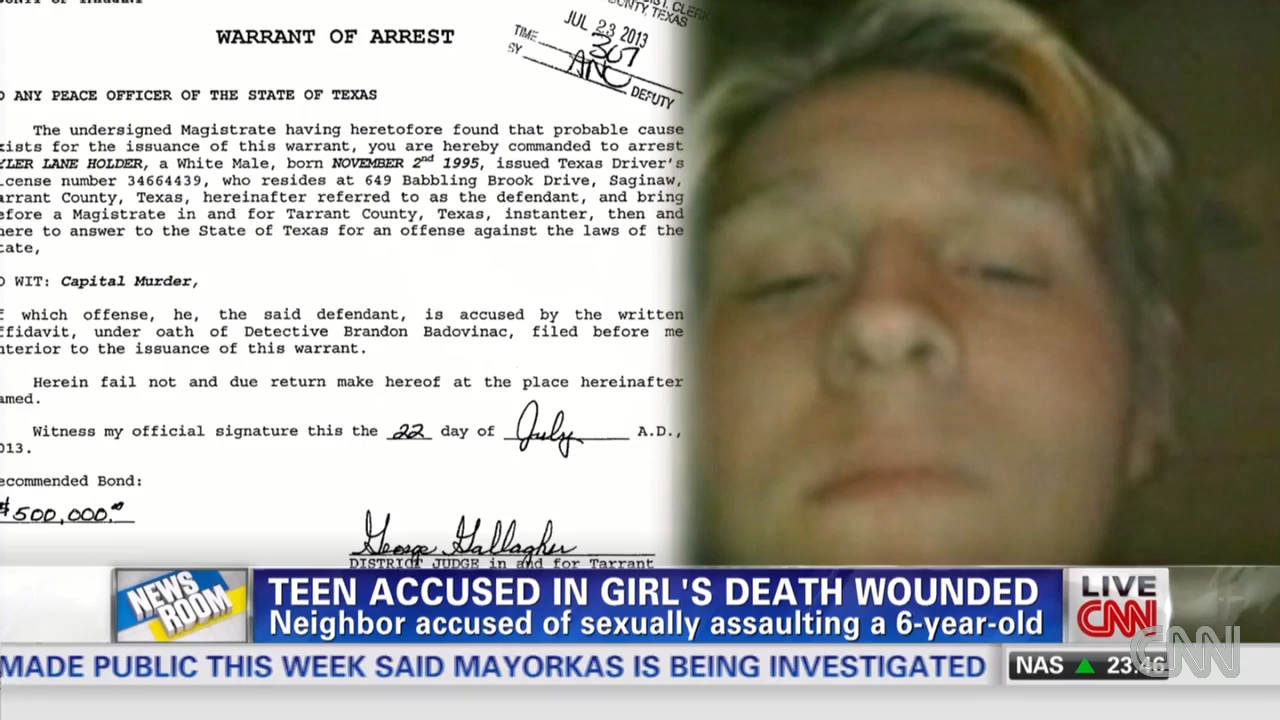 WARRANT OF ARREST
DIST. CLERK
COUNTY, TEXAS
JUL 23 2013
TIME 307
BY ANC
DEPUTY
O ANY PEACE OFFICER OF THE STATE OF TEXAS
The undersigned Magistrate having heretofore found that probable cause
xists for the issuance of this warrant, you are hereby commanded to arrest
YLER LANE HOLDER, a White Male, born NOVEMBER 2nd 1995, issued Texas Driver's
icense number 34664439, who resides at 649 Babbling Brook Drive, Saginaw,
arrant County, Texas, hereinafter referred to as the defendant, and bring
efore a Magistrate in and for Tarrant County, Texas, instanter, then and
here to answer to the State of Texas for an offense against the laws of the
tate,
O WIT: Capital Murder,
f which offense, he, the said defendant, is accused by the written
ffidavit, under oath of Detective Brandon Badovinac, filed before me
nterior to the issuance of this warrant.
Herein fail not and due return make hereof at the place hereinafter
amed.
Witness my official signature this the 22 day of July A.D.,
013.
ecommended Bond:
$500,000.00
George Gallagher
DISTRICT JUDGE in and for Tarrant
NEWS
ROOM
TEEN ACCUSED IN GIRL'S DEATH WOUNDED
Neighbor accused of sexually assaulting a 6-year-old
LIVE
CNN
MADE PUBLIC THIS WEEK SAID MAYORKAS IS BEING INVESTIGATED
NAS ▲ 23.46
CNN